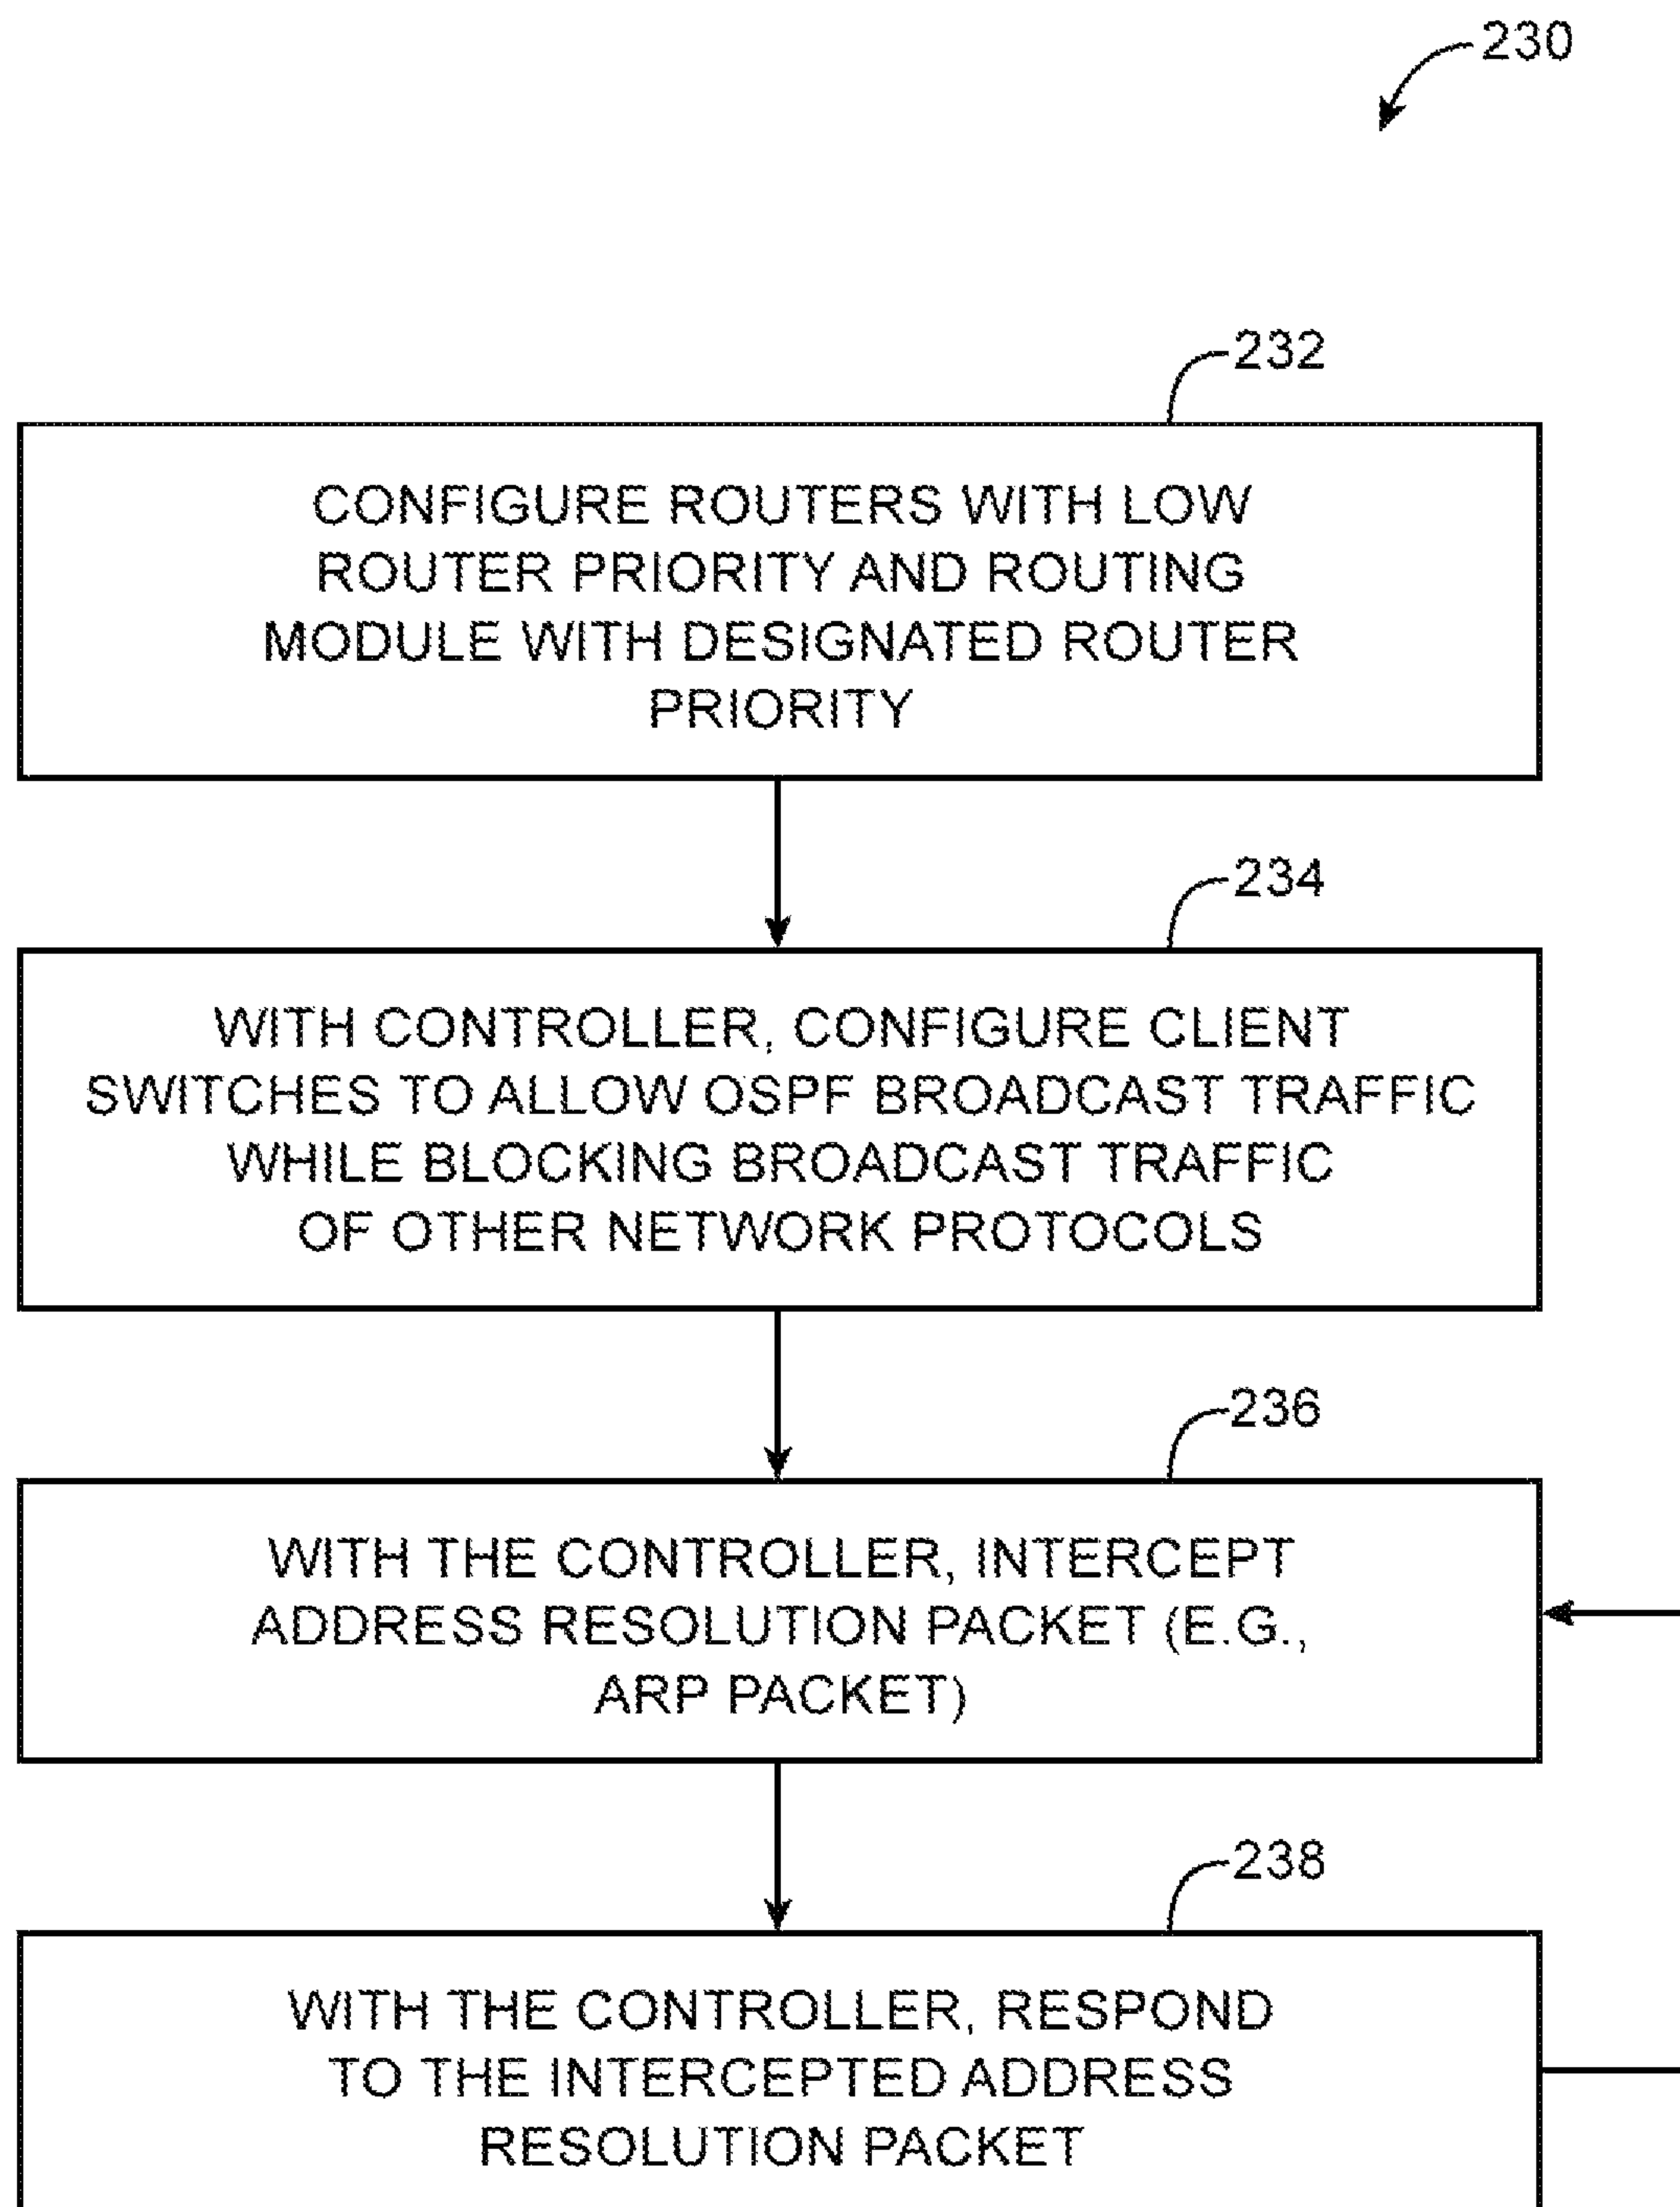 230
232
CONFIGURE ROUTERS WITH LOW
ROUTER PRIORITY AND ROUTING
MODULE WITH DESIGNATED ROUTER
PRIORITY
234
WITH CONTROLLER, CONFIGURE CLIENT
SWITCHES TO ALLOW OSPF BROADCAST TRAFFIC
WHILE BLOCKING BROADCAST TRAFFIC
OF OTHER NETWORK PROTOCOLS
236
WITH THE CONTROLLER, INTERCEPT
ADDRESS RESOLUTION PACKET (E.G.,
ARP PACKET)
238
WITH THE CONTROLLER, RESPOND
TO THE INTERCEPTED ADDRESS
RESOLUTION PACKET